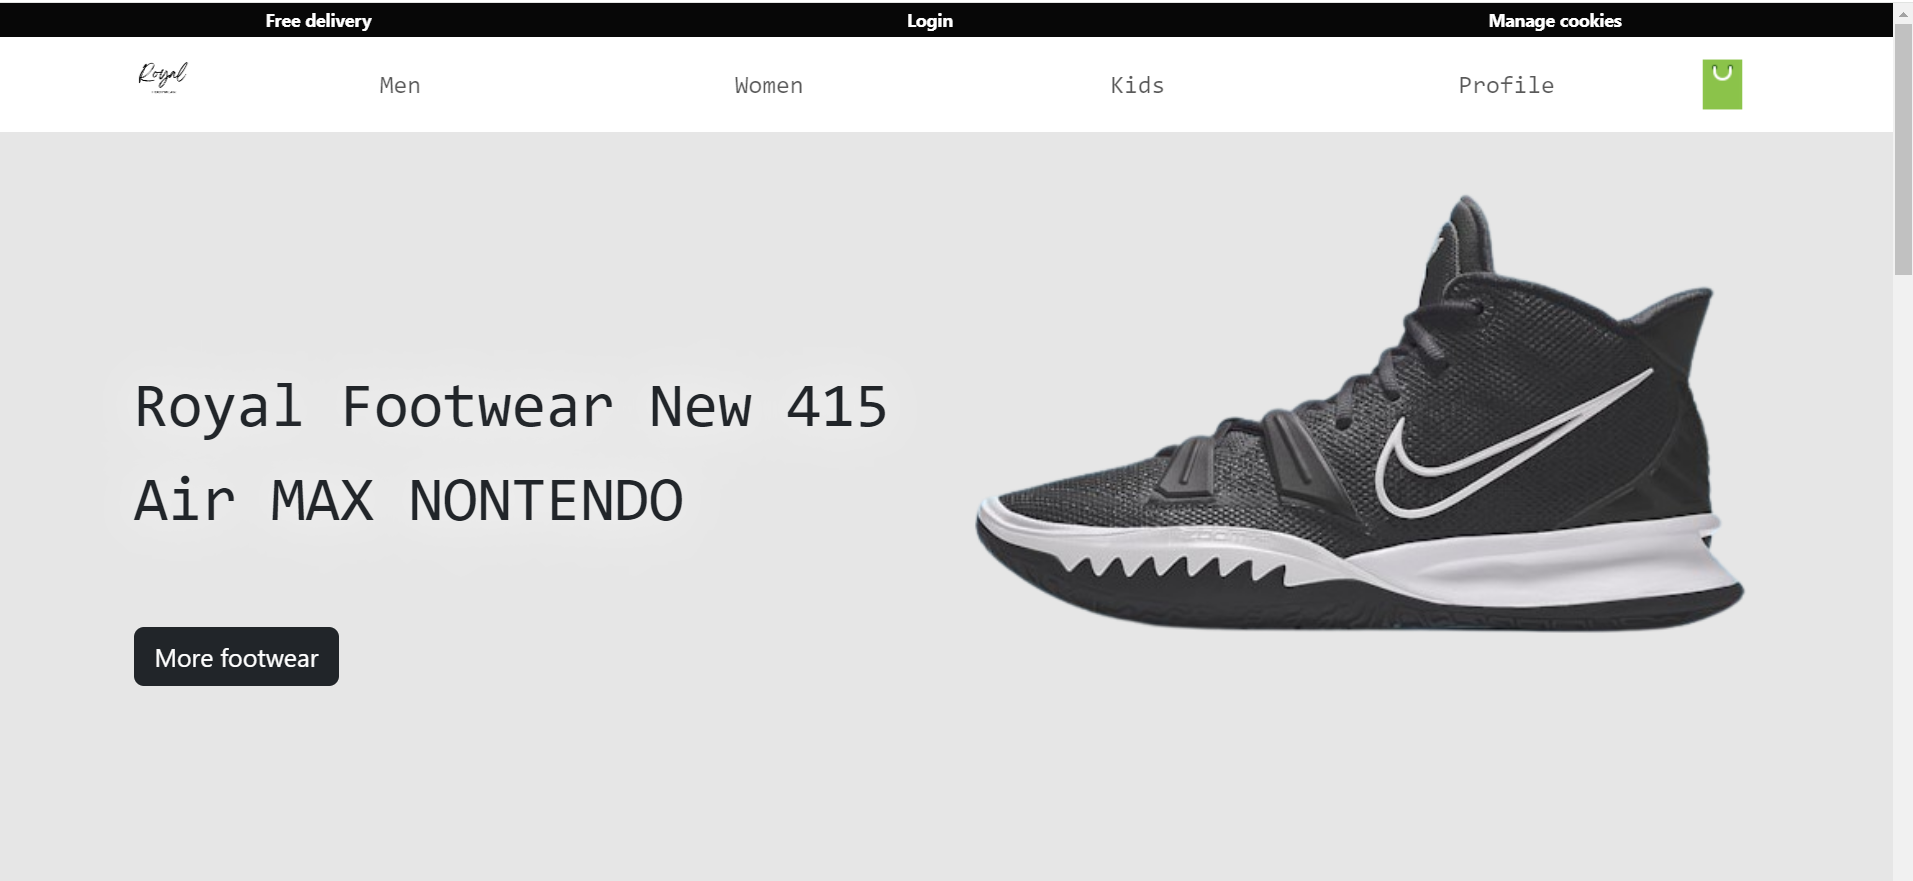 Free delivery
Login
Manage cookies
Royal
Men
Women
Kids
Profile
Royal Footwear New 415
Air MAX NONTENDO
More footwear